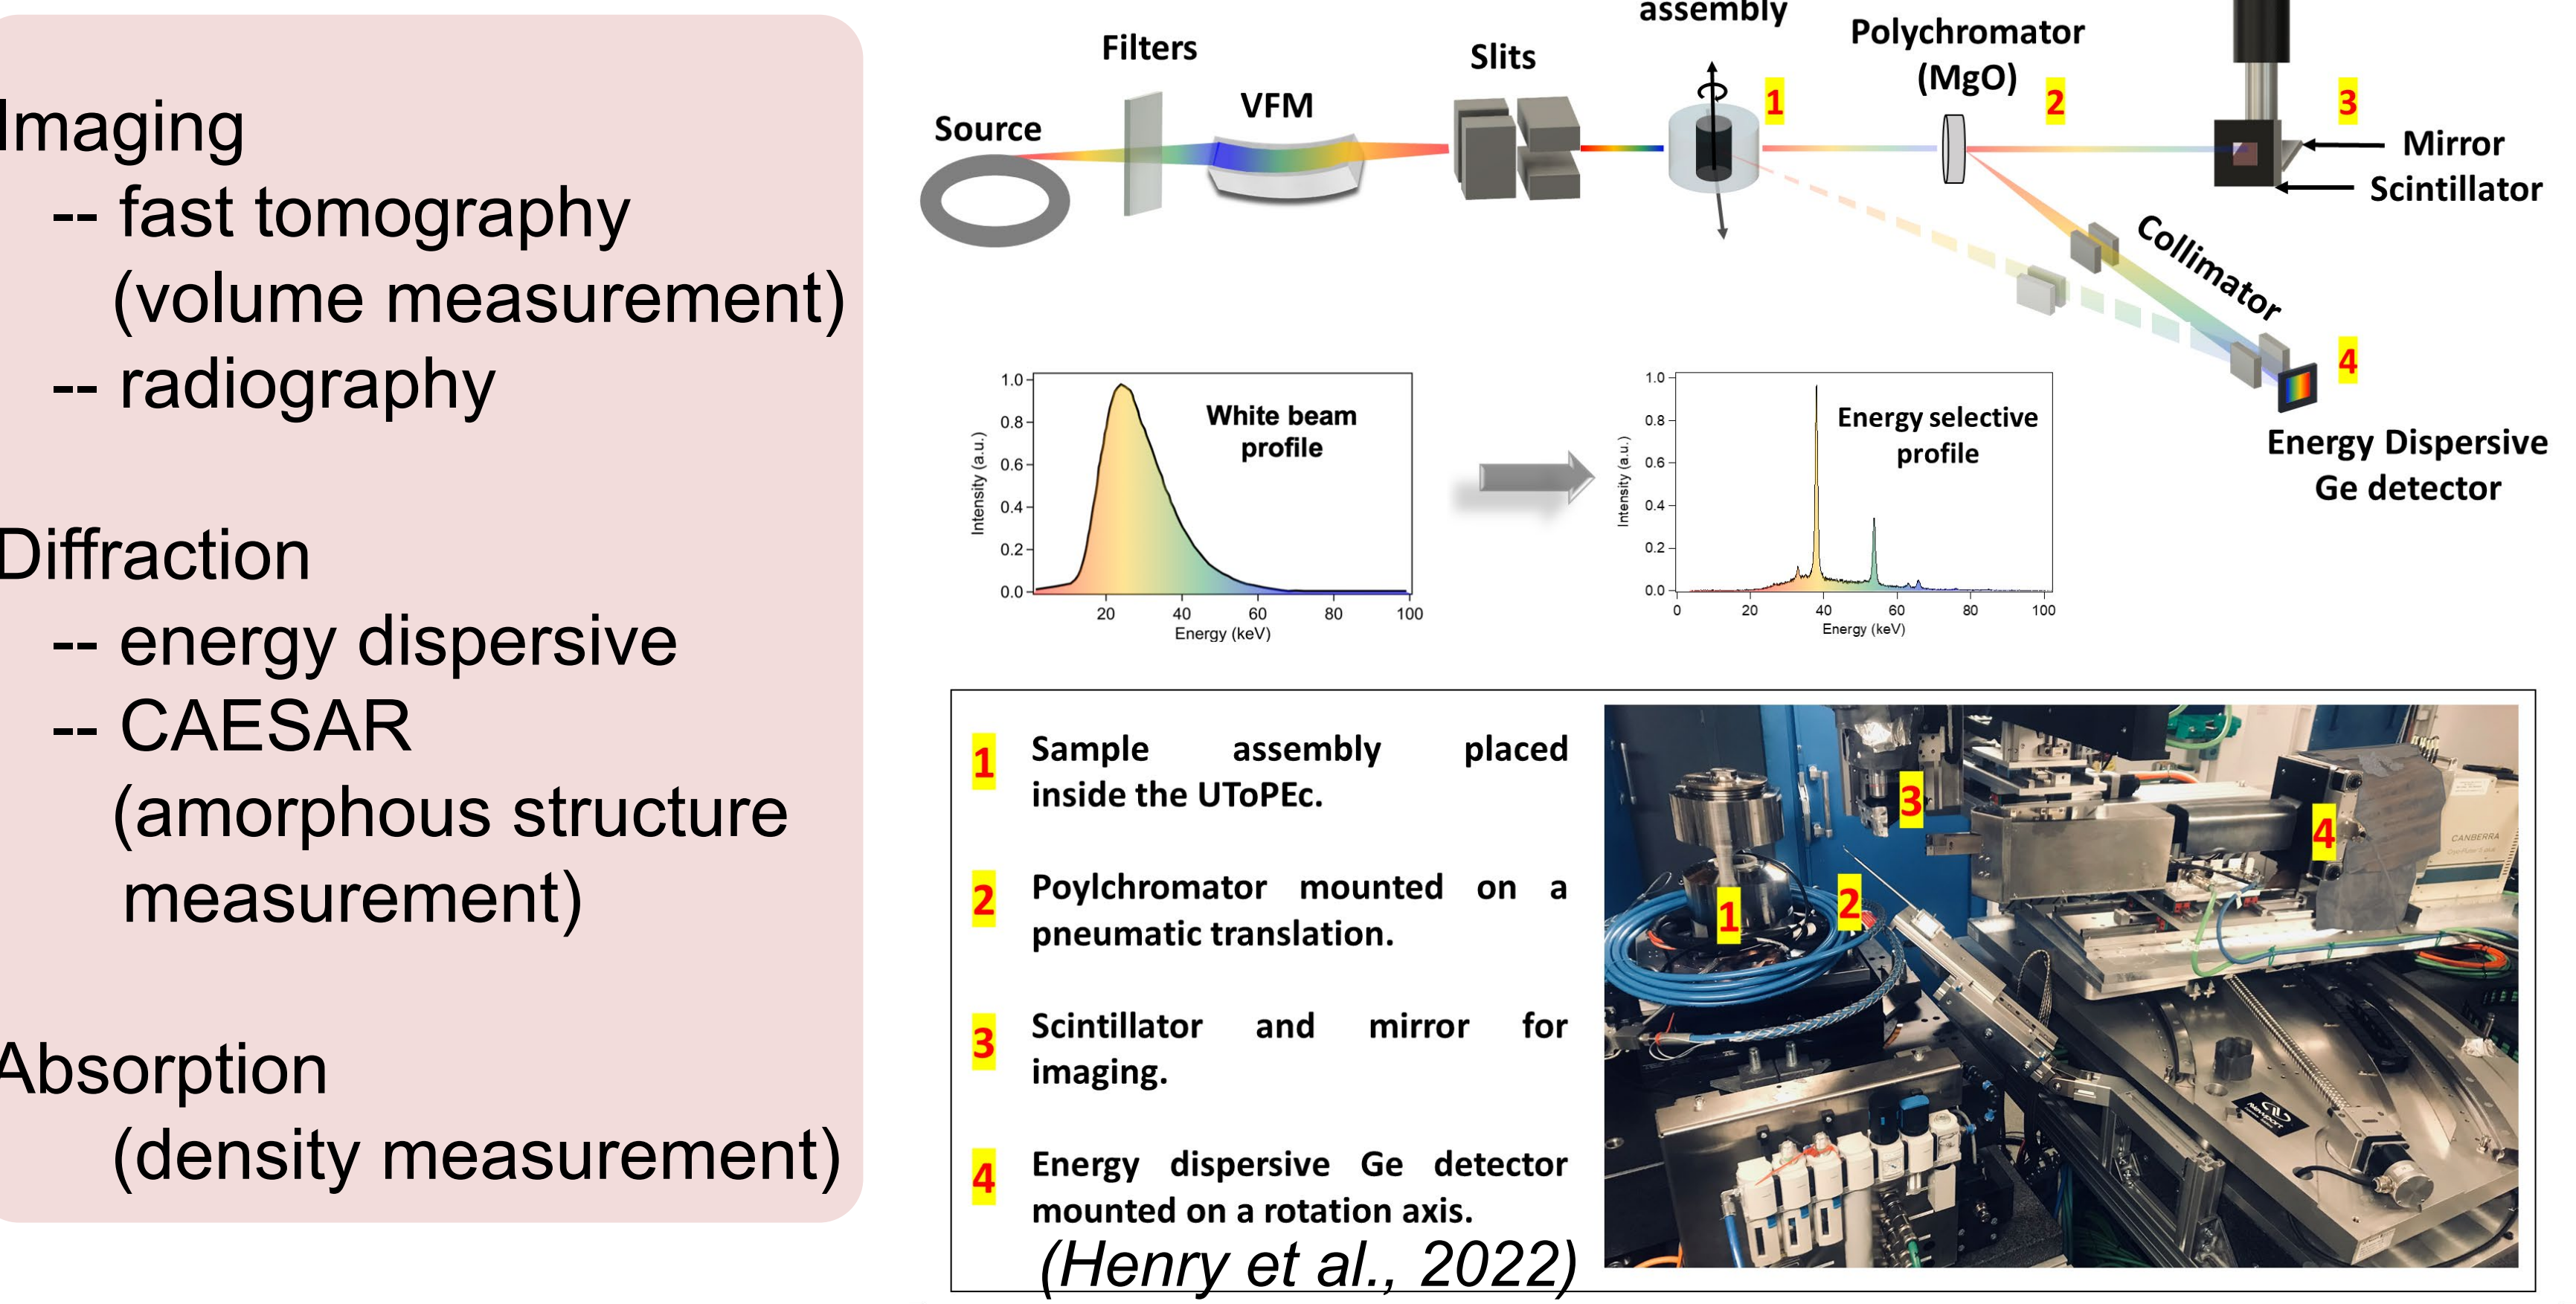 Imaging
-- fast tomography
(volume measurement)
-- radiography
Diffraction
-- energy dispersive
-- CAESAR
(amorphous structure
measurement)
Absorption
(density measurement)
assembly
Filters
Polychromator
(MgO)
Slits
VFM
Source
1
2
3
Mirror
Scintillator
Collimator
4
Energy Dispersive
Ge detector
White beam
profile
Intensity (a.u.)
1.0
0.8
0.6
0.4
0.2
0.0
20 40 60 80 100
Energy (keV)
Energy selective
profile
Intensity (a.u.)
1.0
0.8
0.6
0.4
0.2
0.0
0 20 40 60 80 100
Energy (keV)
1 Sample assembly placed
inside the UToPEc.
2 Poylchromator mounted on a
pneumatic translation.
3 Scintillator and mirror for
imaging.
4 Energy dispersive Ge detector
mounted on a rotation axis.
(Henry et al., 2022)
3
4
CANBERRA
2
1
Newport